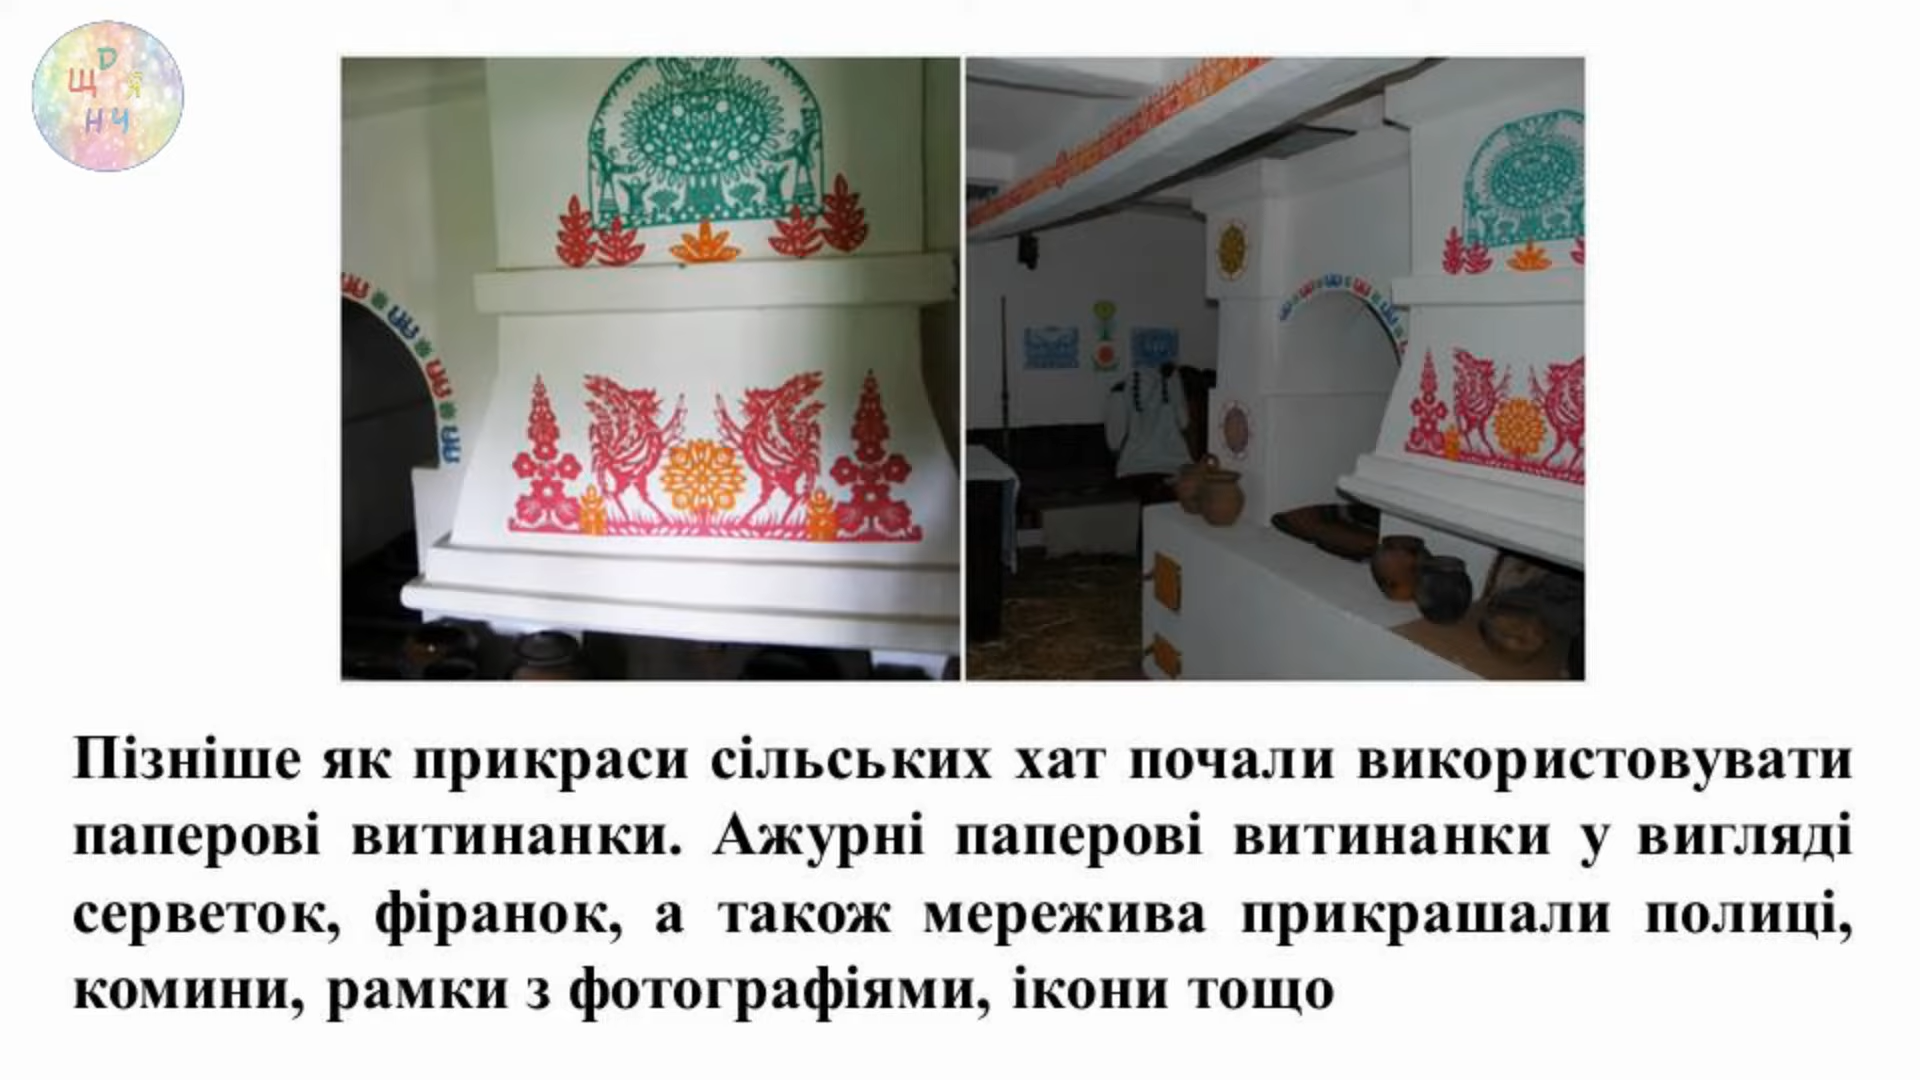 Д
Щ Я
Н Ч
Пізніше як прикраси сільських хат почали використовувати
паперові витинанки. Ажурні паперові витинанки у вигляді
серветок, фіранок, а також мережива прикрашали полиці,
комини, рамки з фотографіями, ікони тощо